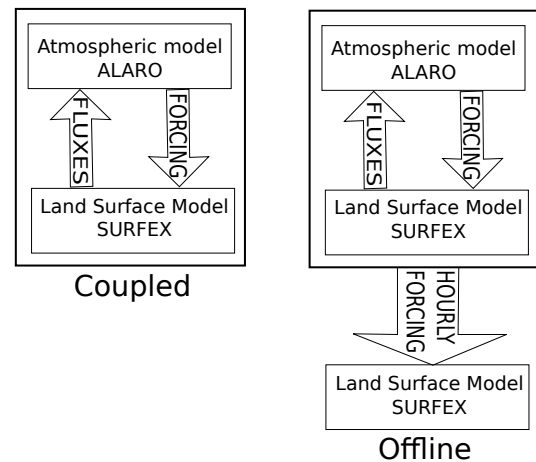 Atmospheric model
ALARO
FLUXES
FORCING
Land Surface Model
SURFEX
Coupled
Atmospheric model
ALARO
FLUXES
FORCING
Land Surface Model
SURFEX
HOURLY
FORCING
Land Surface Model
SURFEX
Offline